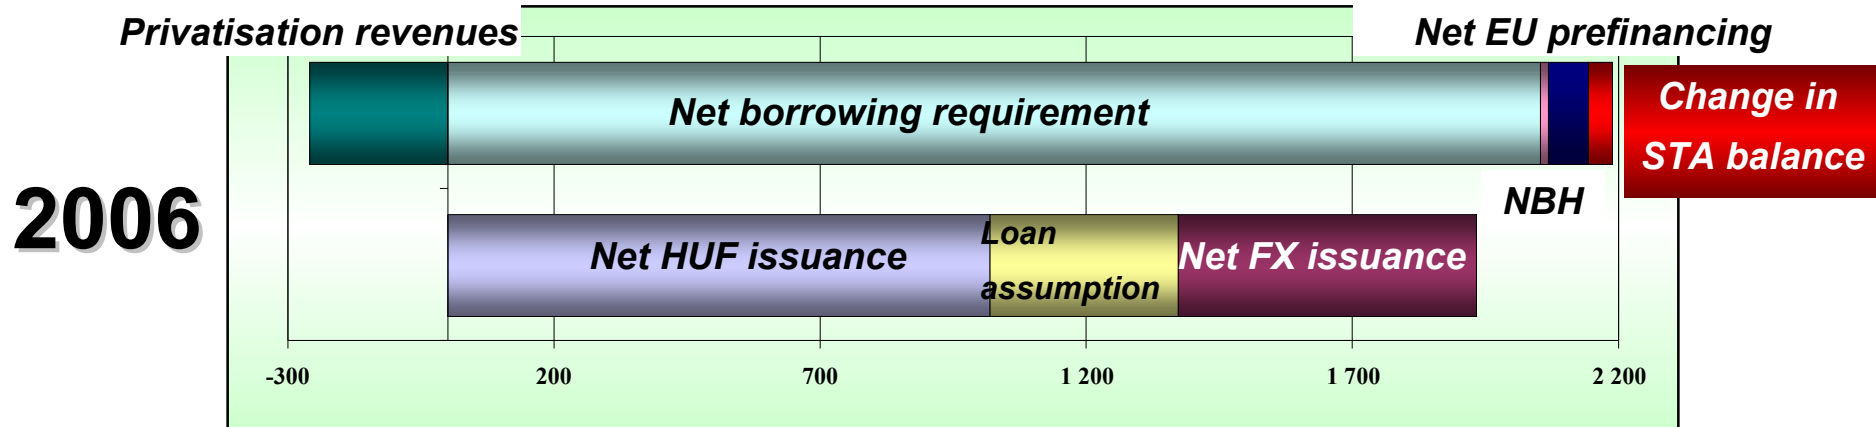 Privatisation revenues
Net EU prefinancing
Net borrowing requirement
Change in
STA balance
2006
NBH
Net HUF issuance
Loan
assumption
Net FX issuance
-300 200 700 1 200 1 700 2 200